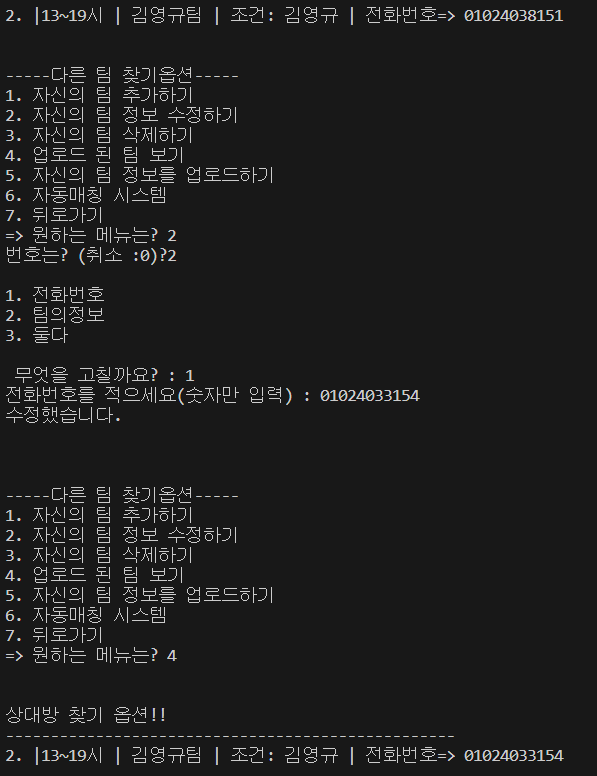 2. |13~19시 | 김영규팀 | 조건: 김영규 | 전화번호=> 01024038151
-----다른 팀 찾기옵션-----
1. 자신의 팀 추가하기
2. 자신의 팀 정보 수정하기
3. 자신의 팀 삭제하기
4. 업로드 된 팀 보기
5. 자신의 팀 정보를 업로드하기
6. 자동매칭 시스템
7. 뒤로가기
=> 원하는 메뉴는? 2
번호는? (취소 :0)?2
1. 전화번호
2. 팀의정보
3. 둘다
무엇을 고칠까요? : 1
전화번호를 적으세요(숫자만 입력) : 01024033154
수정했습니다.
-----다른 팀 찾기옵션-----
1. 자신의 팀 추가하기
2. 자신의 팀 정보 수정하기
3. 자신의 팀 삭제하기
4. 업로드 된 팀 보기
5. 자신의 팀 정보를 업로드하기
6. 자동매칭 시스템
7. 뒤로가기
=> 원하는 메뉴는? 4
상대방 찾기 옵션!!
--------------------------------------------------
2. |13~19시 | 김영규팀 | 조건: 김영규 | 전화번호=> 01024033154